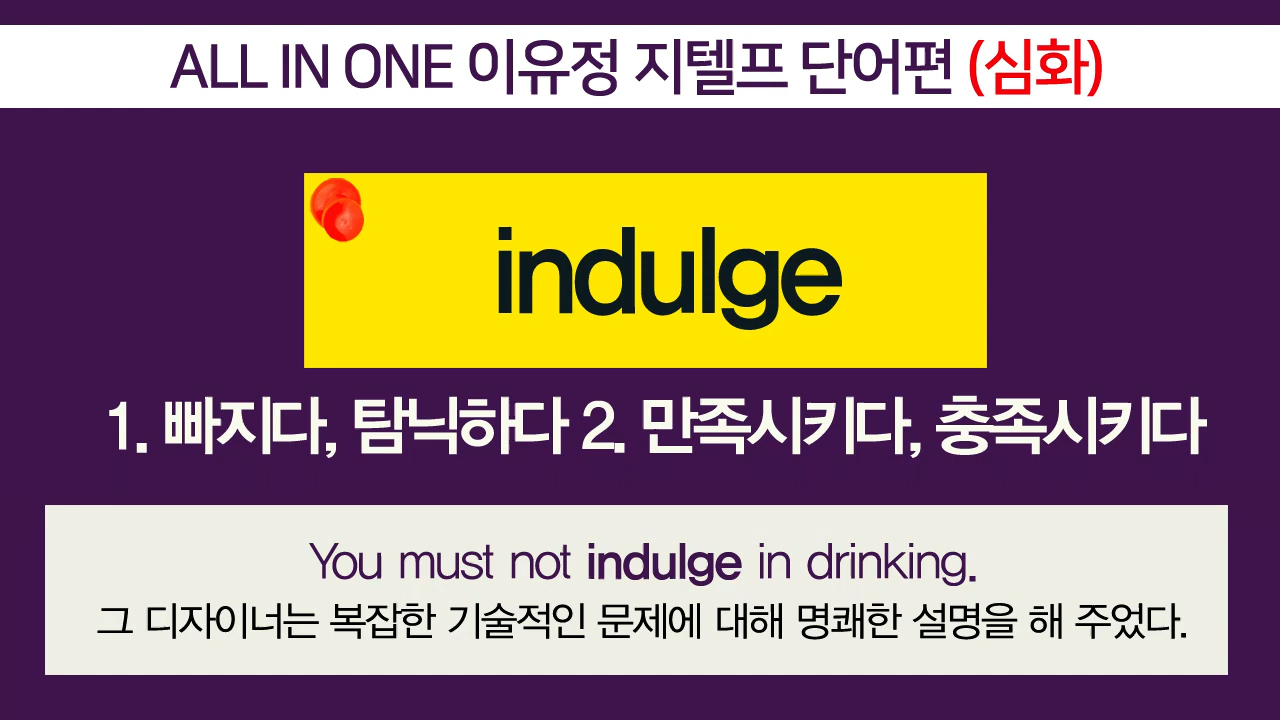 ALL IN ONE 이유정 지텔프 단어편 (심화)
indulge
1. 빠지다, 탐닉하다 2. 만족시키다, 충족시키다
You must not indulge in drinking.
그 디자이너는 복잡한 기술적인 문제에 대해 명쾌한 설명을 해 주었다.